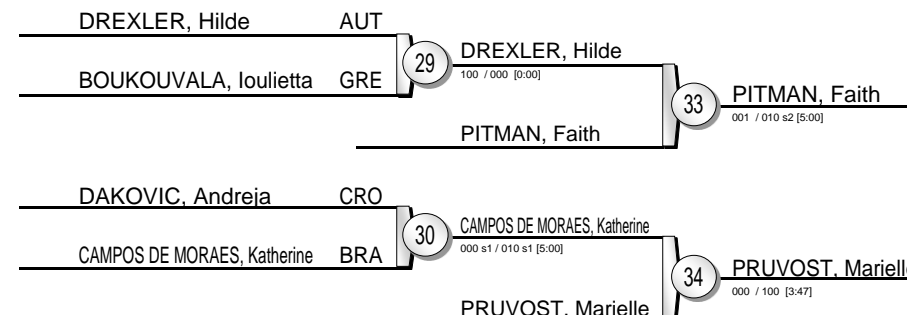 DREXLER, Hilde AUT
BOUKOUVALA, Ioulietta GRE
29
DREXLER, Hilde
100 / 000 [0:00]
PITMAN, Faith
33
PITMAN, Faith
001 / 010 s2 [5:00]
DAKOVIC, Andreja CRO
CAMPOS DE MORAES, Katherine BRA
30
CAMPOS DE MORAES, Katherine
000 s1 / 010 s1 [5:00]
PRUVOST, Marielle
34
PRUVOST, Marielle
000 / 100 [3:47]